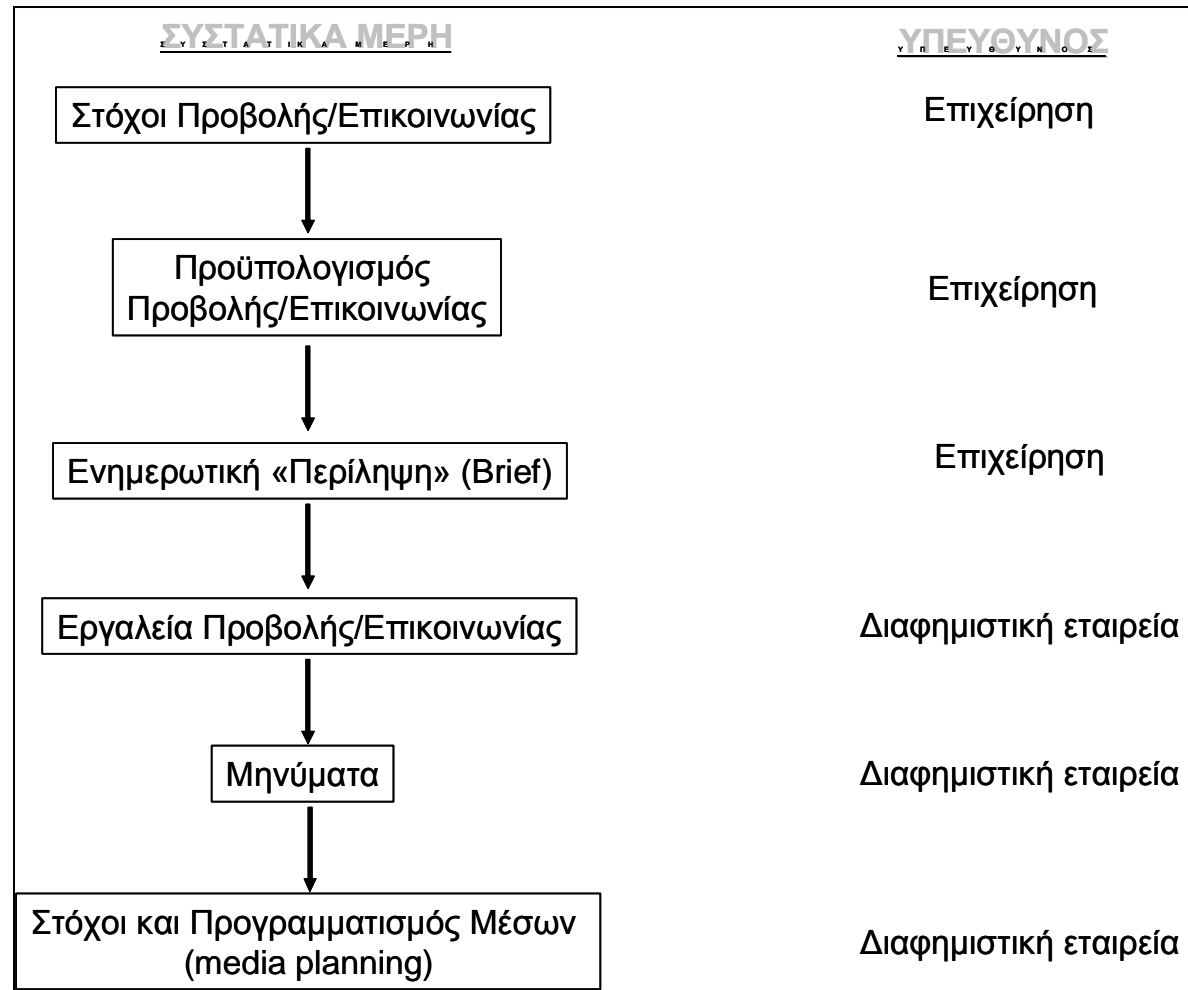 ΣΥΣΤΑΤΙΚΑ ΜΕΡΗ
ΥΠΕΥΘΥΝΟΣ
Στόχοι Προβολής/Επικοινωνίας
Επιχείρηση
Προϋπολογισμός
Προβολής/Επικοινωνίας
Επιχείρηση
Ενημερωτική «Περίληψη» (Brief)
Επιχείρηση
Εργαλεία Προβολής/Επικοινωνίας
Διαφημιστική εταιρεία
Μηνύματα
Διαφημιστική εταιρεία
Στόχοι και Προγραμματισμός Μέσων
(media planning)
Διαφημιστική εταιρεία